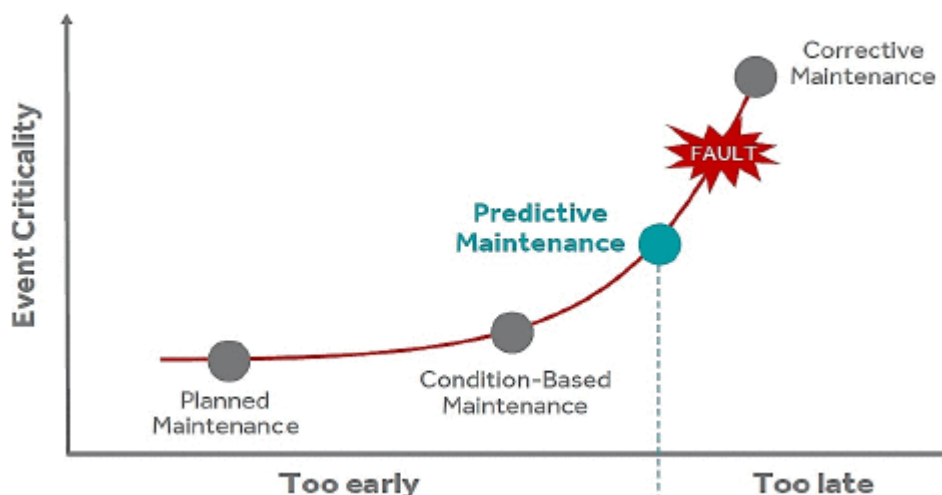 Event Criticality
Corrective
Maintenance
FAULT
Predictive
Maintenance
Condition-Based
Maintenance
Planned
Maintenance
Too early
Too late